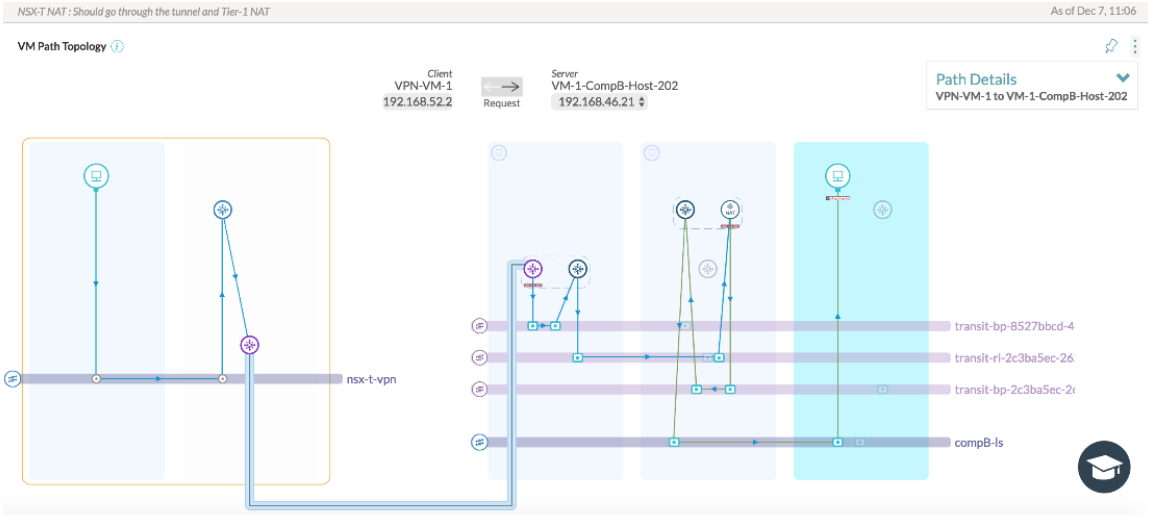 NSX-T NAT : Should go through the tunnel and Tier-1 NAT
As of Dec 7, 11:06
VM Path Topology
Client
VPN-VM-1
192.168.52.2
Request
Server
VM-1-CompB-Host-202
192.168.46.21
Path Details
VPN-VM-1 to VM-1-CompB-Host-202
NAT
transit-bp-8527bbcd-4
transit-rl-2c3ba5ec-26
nsx-t-vpn
transit-bp-2c3ba5ec-2
compB-ls